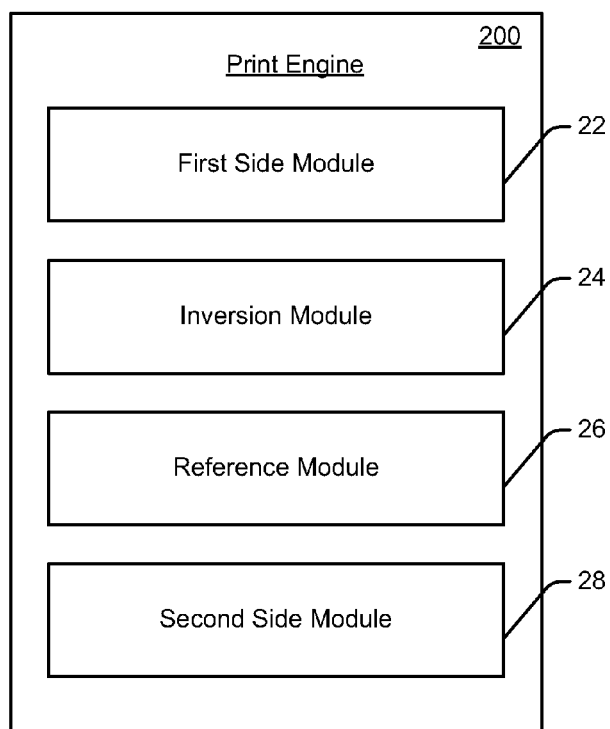 200
Print Engine
First Side Module
22
Inversion Module
24
Reference Module
26
Second Side Module
28